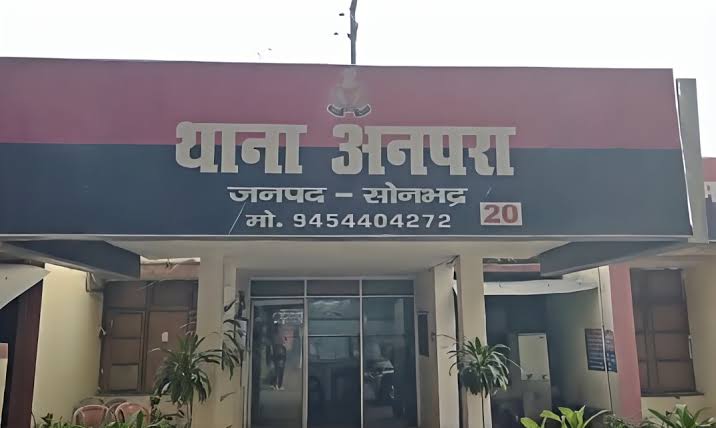 थाना अनपरा
जनपद - सोनभद्र
मो. 9454404272
20